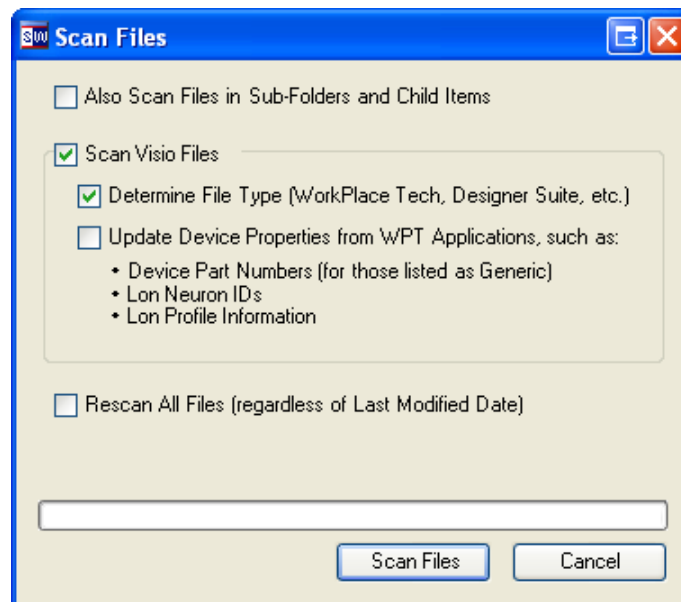 SW Scan Files
Also Scan Files in Sub-Folders and Child Items
Scan Visio Files
Determine File Type (WorkPlace Tech, Designer Suite, etc.)
Update Device Properties from WPT Applications, such as:
• Device Part Numbers (for those listed as Generic)
• Lon Neuron IDs
• Lon Profile Information
Rescan All Files (regardless of Last Modified Date)
Scan Files Cancel